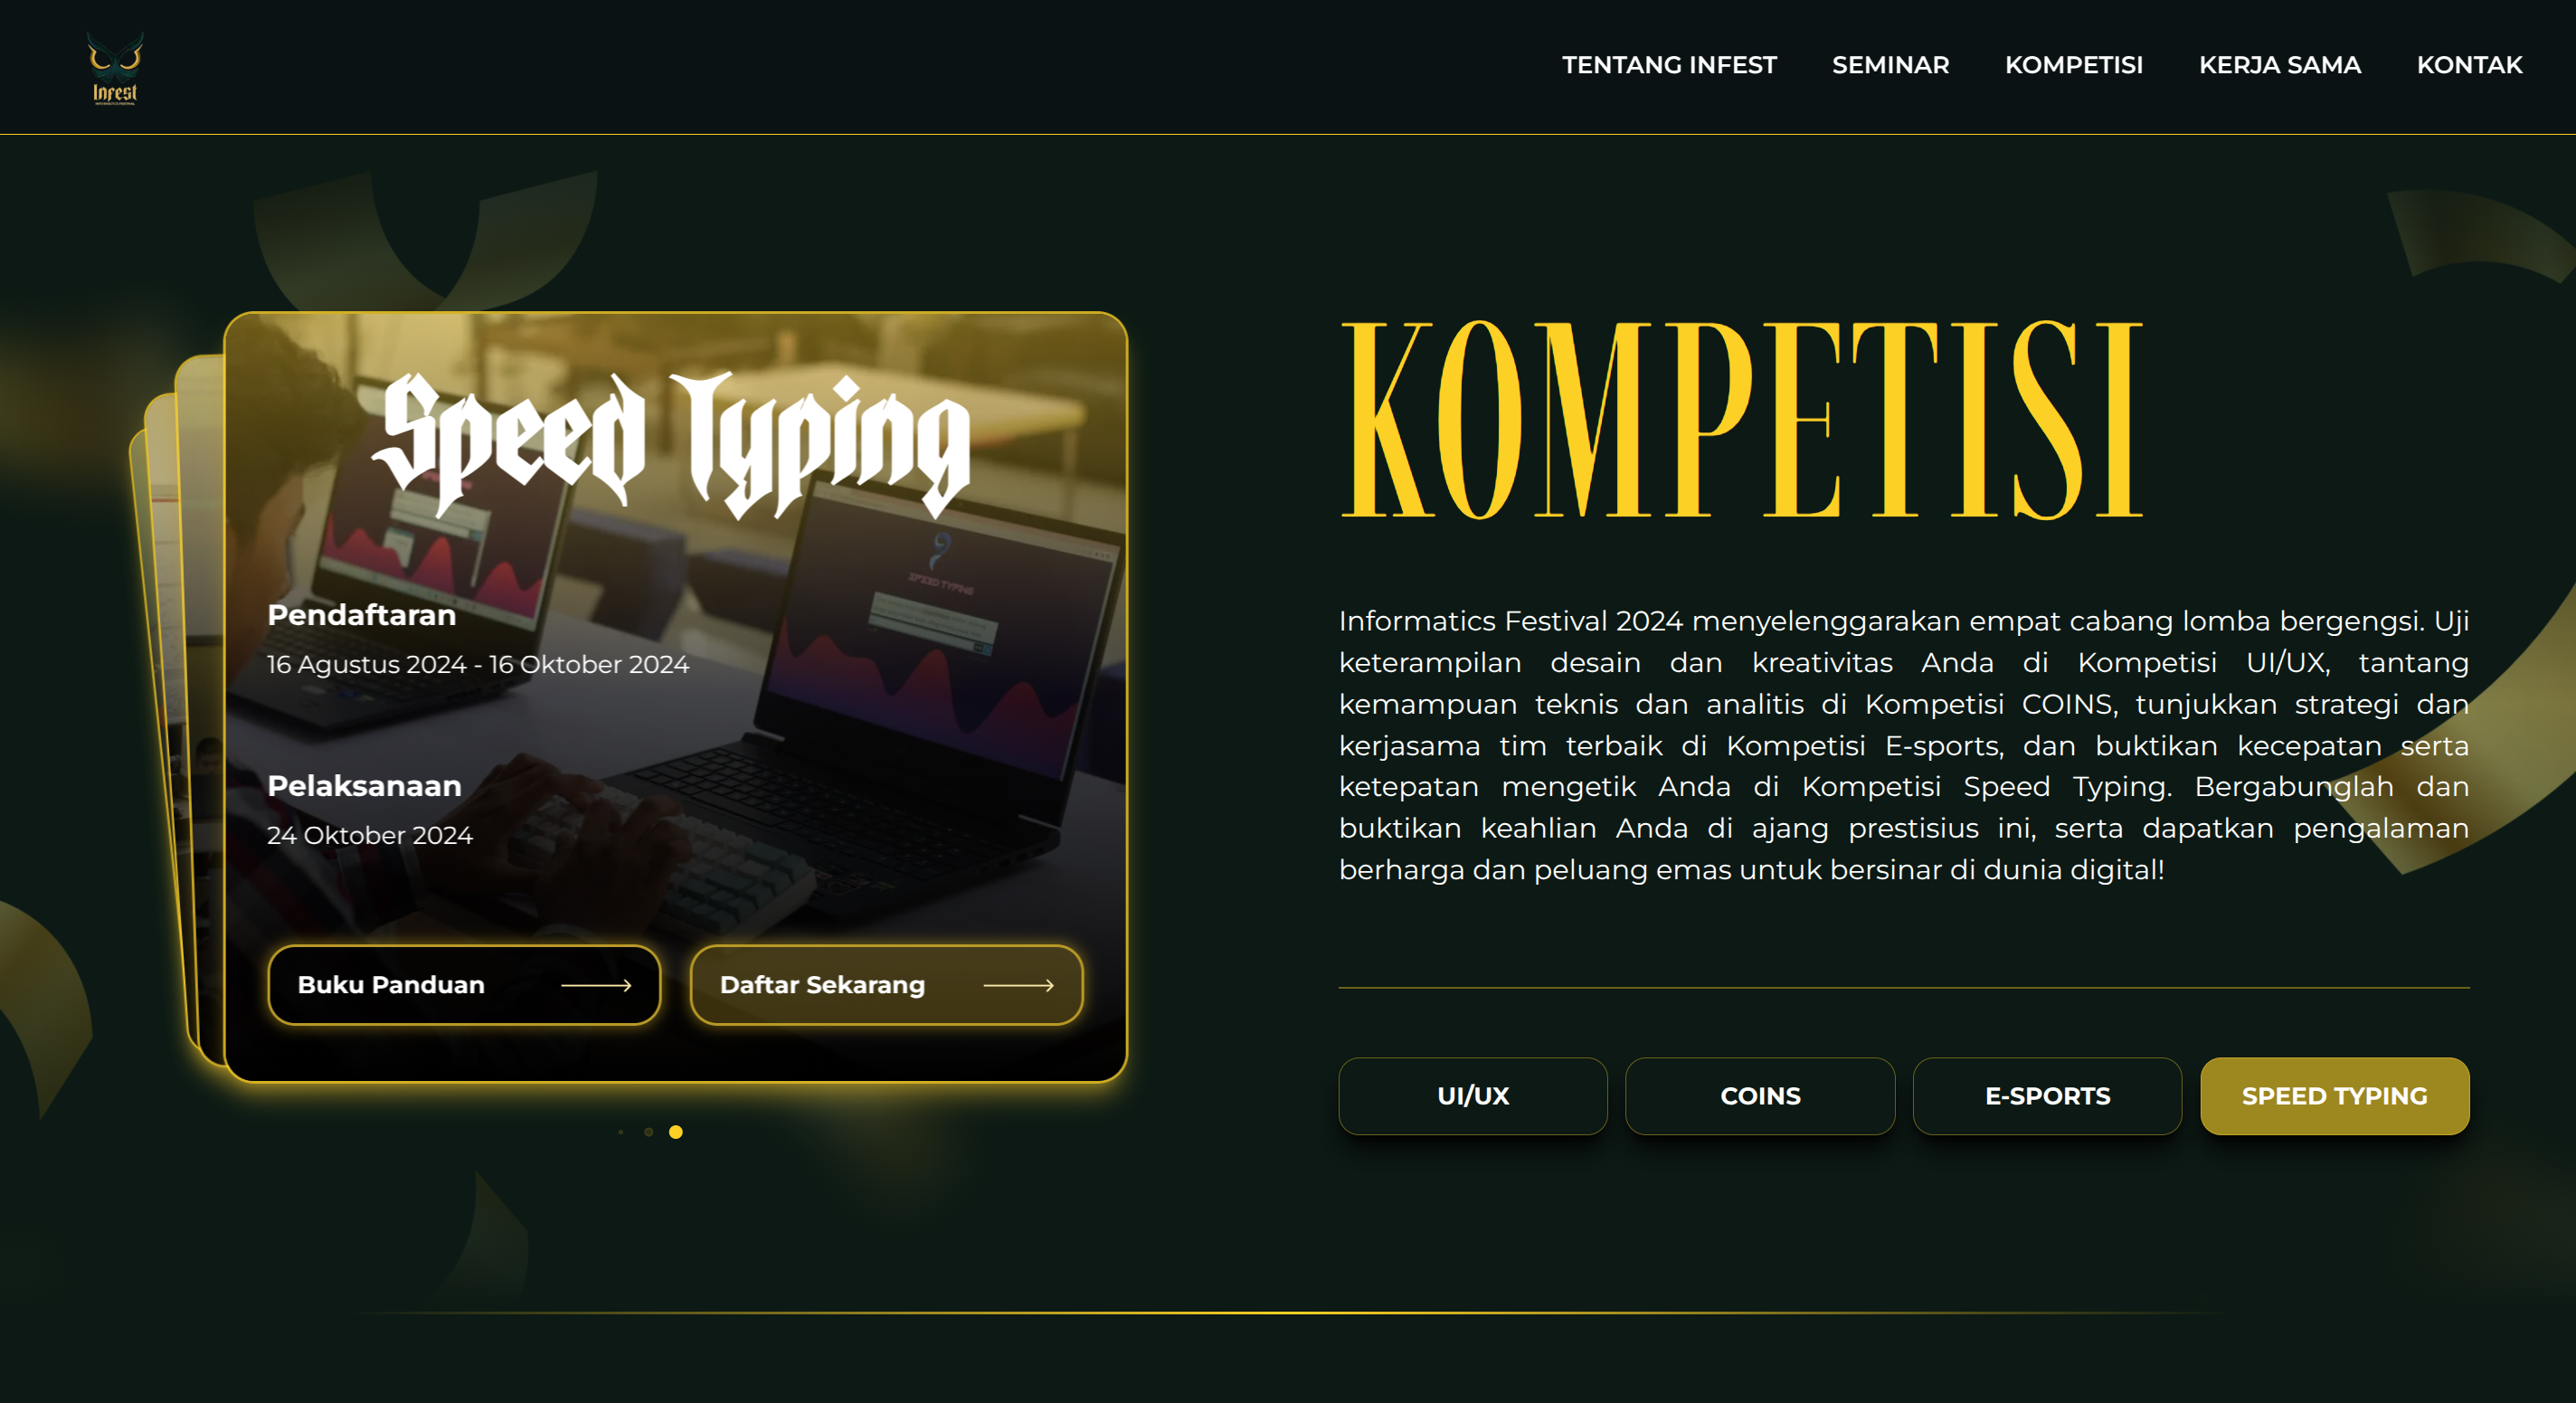 Infest
INFORMATICS FESTIVAL
TENTANG INFEST
SEMINAR
KOMPETISI
KERJA SAMA
KONTAK
Speed Typing
SPEED TYPING
Pendaftaran
16 Agustus 2024 - 16 Oktober 2024
Pelaksanaan
24 Oktober 2024
Buku Panduan
Daftar Sekarang
KOMPETISI
Informatics Festival 2024 menyelenggarakan empat cabang lomba bergengsi. Uji
keterampilan desain dan kreativitas Anda di Kompetisi UI/UX, tantang
kemampuan teknis dan analitis di Kompetisi COINS, tunjukkan strategi dan
kerjasama tim terbaik di Kompetisi E-sports, dan buktikan kecepatan serta
ketepatan mengetik Anda di Kompetisi Speed Typing. Bergabunglah dan
buktikan keahlian Anda di ajang prestisius ini, serta dapatkan pengalaman
berharga dan peluang emas untuk bersinar di dunia digital!
UI/UX
COINS
E-SPORTS
SPEED TYPING